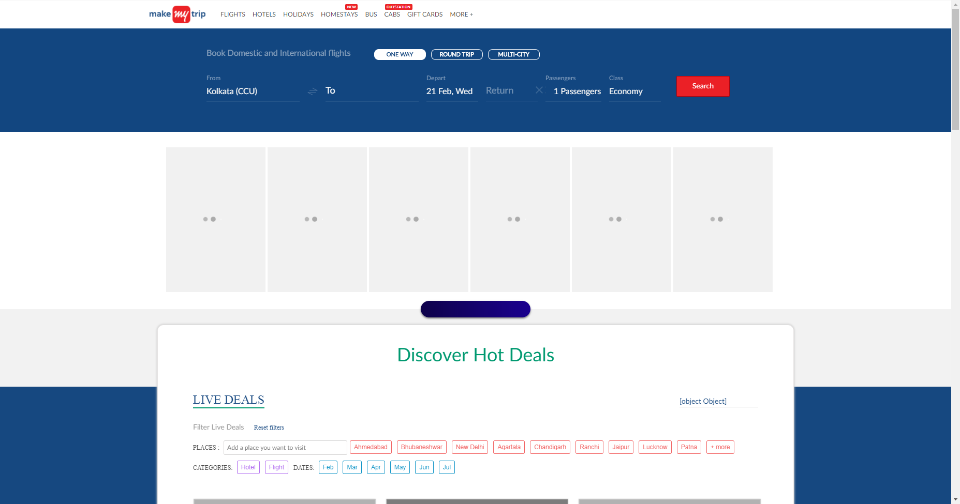 make my trip FLIGHTS HOTELS HOLIDAYS HOMESTAYS BUS CABS GIFT CARDS MORE +
NEW
Book Domestic and International flights ONE WAY ROUND TRIP MULTI-CITY
From Depart Passengers Class
Kolkata (CCU) To 21 Feb, Wed Return 1 Passengers Economy Search
Discover Hot Deals
LIVE DEALS [object Object]
Filter Live Deals Reset filters
PLACES : Add a place you want to visit Ahmedabad Bhubaneshwar New Delhi Agartala Chandigarh Ranchi Jaipur Lucknow Patna + more
CATEGORIES: Hotel Flight DATES: Feb Mar Apr May Jun Jul